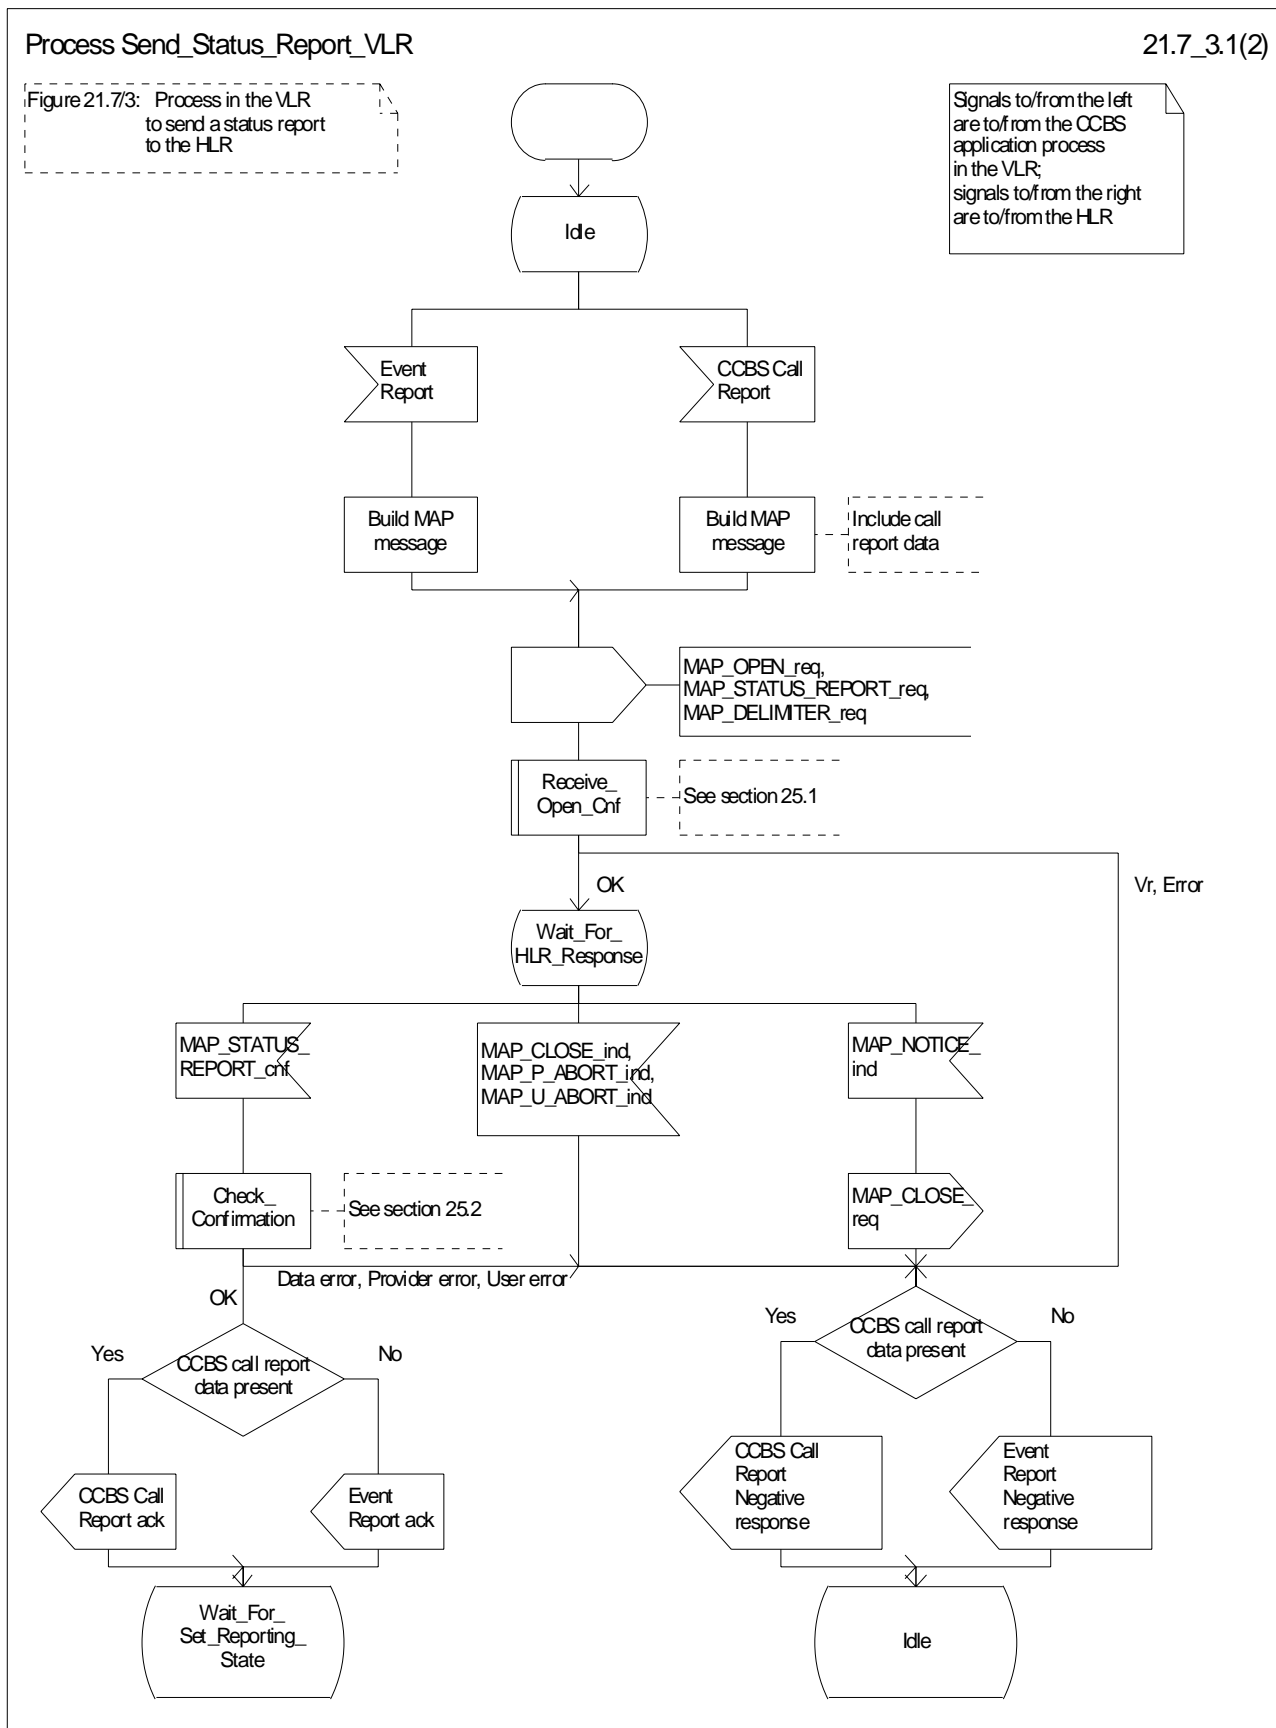 Process Send_Status_Report_VLR
21.7_3.1(2)
Figure 21.7/3: Process in the VLR
to send a status report
to the HLR
Signals to/from the left
are to/from the CCBS
application process
in the VLR;
signals to/from the right
are to/from the HLR
Idle
Event
Report
CCBS Call
Report
Build MAP
message
Build MAP
message
Include call
report data
MAP_OPEN_req,
MAP_STATUS_REPORT_req,
MAP_DELIMITER_req
Receive_
Open_Cnf
See section 25.1
OK
Vr, Error
Wait_For_
HLR_Response
MAP_STATUS_
REPORT_cnf
MAP_CLOSE_ind,
MAP_P_ABORT_ind,
MAP_U_ABORT_ind
MAP_NOTICE_
ind
Check_
Confirmation
See section 25.2
MAP_CLOSE_
req
Data error, Provider error, User error
OK
Yes
CCBS call report
data present
No
Yes
CCBS call report
data present
No
CCBS Call
Report ack
Event
Report ack
CCBS Call
Report
Negative
response
Event
Report
Negative
response
Wait_For_
Set_Reporting_
State
Idle